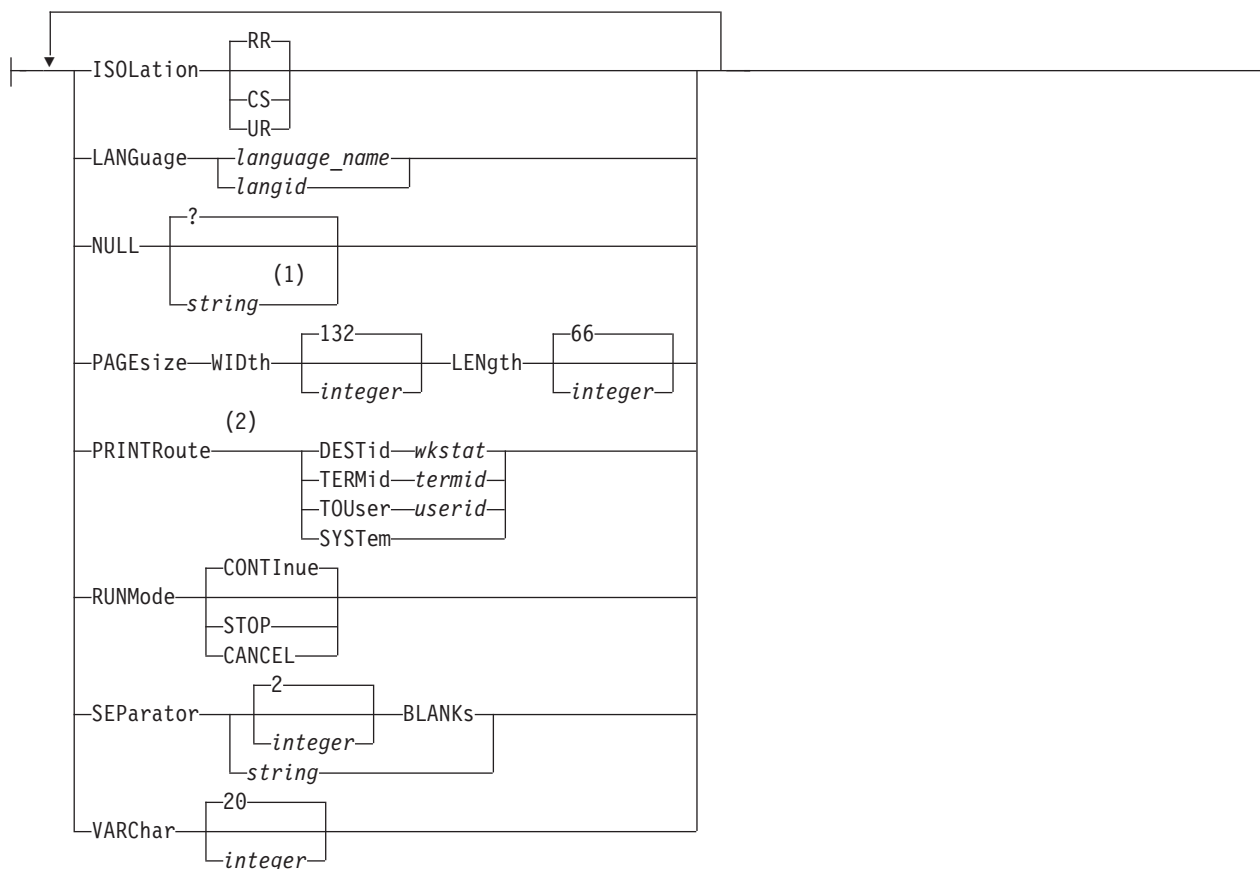 RR
ISOLation
CS
UR
LANGuage language_name
langid
?
NULL
(1)
string
132 66
PAGEsize WIDth LENgth
integer integer
(2)
PRINTRoute DESTid wkstat
TERMid termid
TOUser userid
SYSTem
CONTInue
RUNMode
STOP
CANCEL
2
SEParator BLANKs
integer
string
20
VARChar
integer